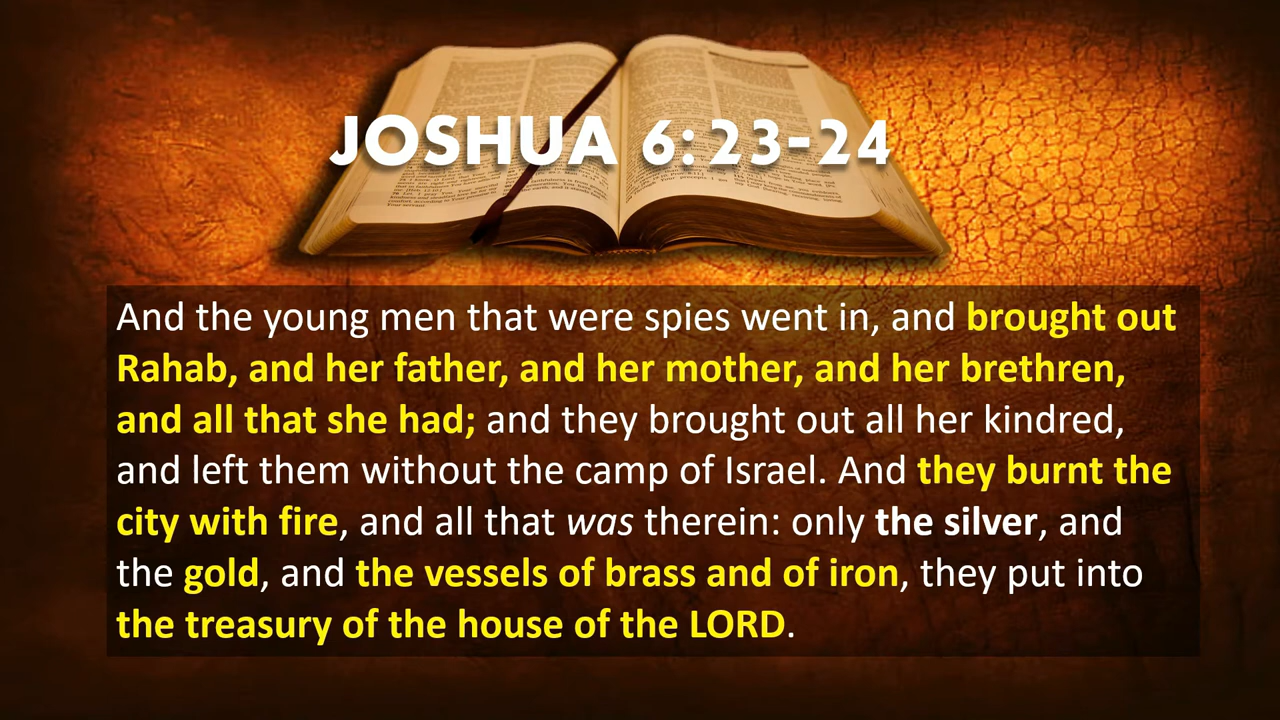 JOSHUA 6:23-24
And the young men that were spies went in, and brought out
Rahab, and her father, and her mother, and her brethren,
and all that she had; and they brought out all her kindred,
and left them without the camp of Israel. And they burnt the
city with fire, and all that was therein: only the silver, and
the gold, and the vessels of brass and of iron, they put into
the treasury of the house of the LORD.